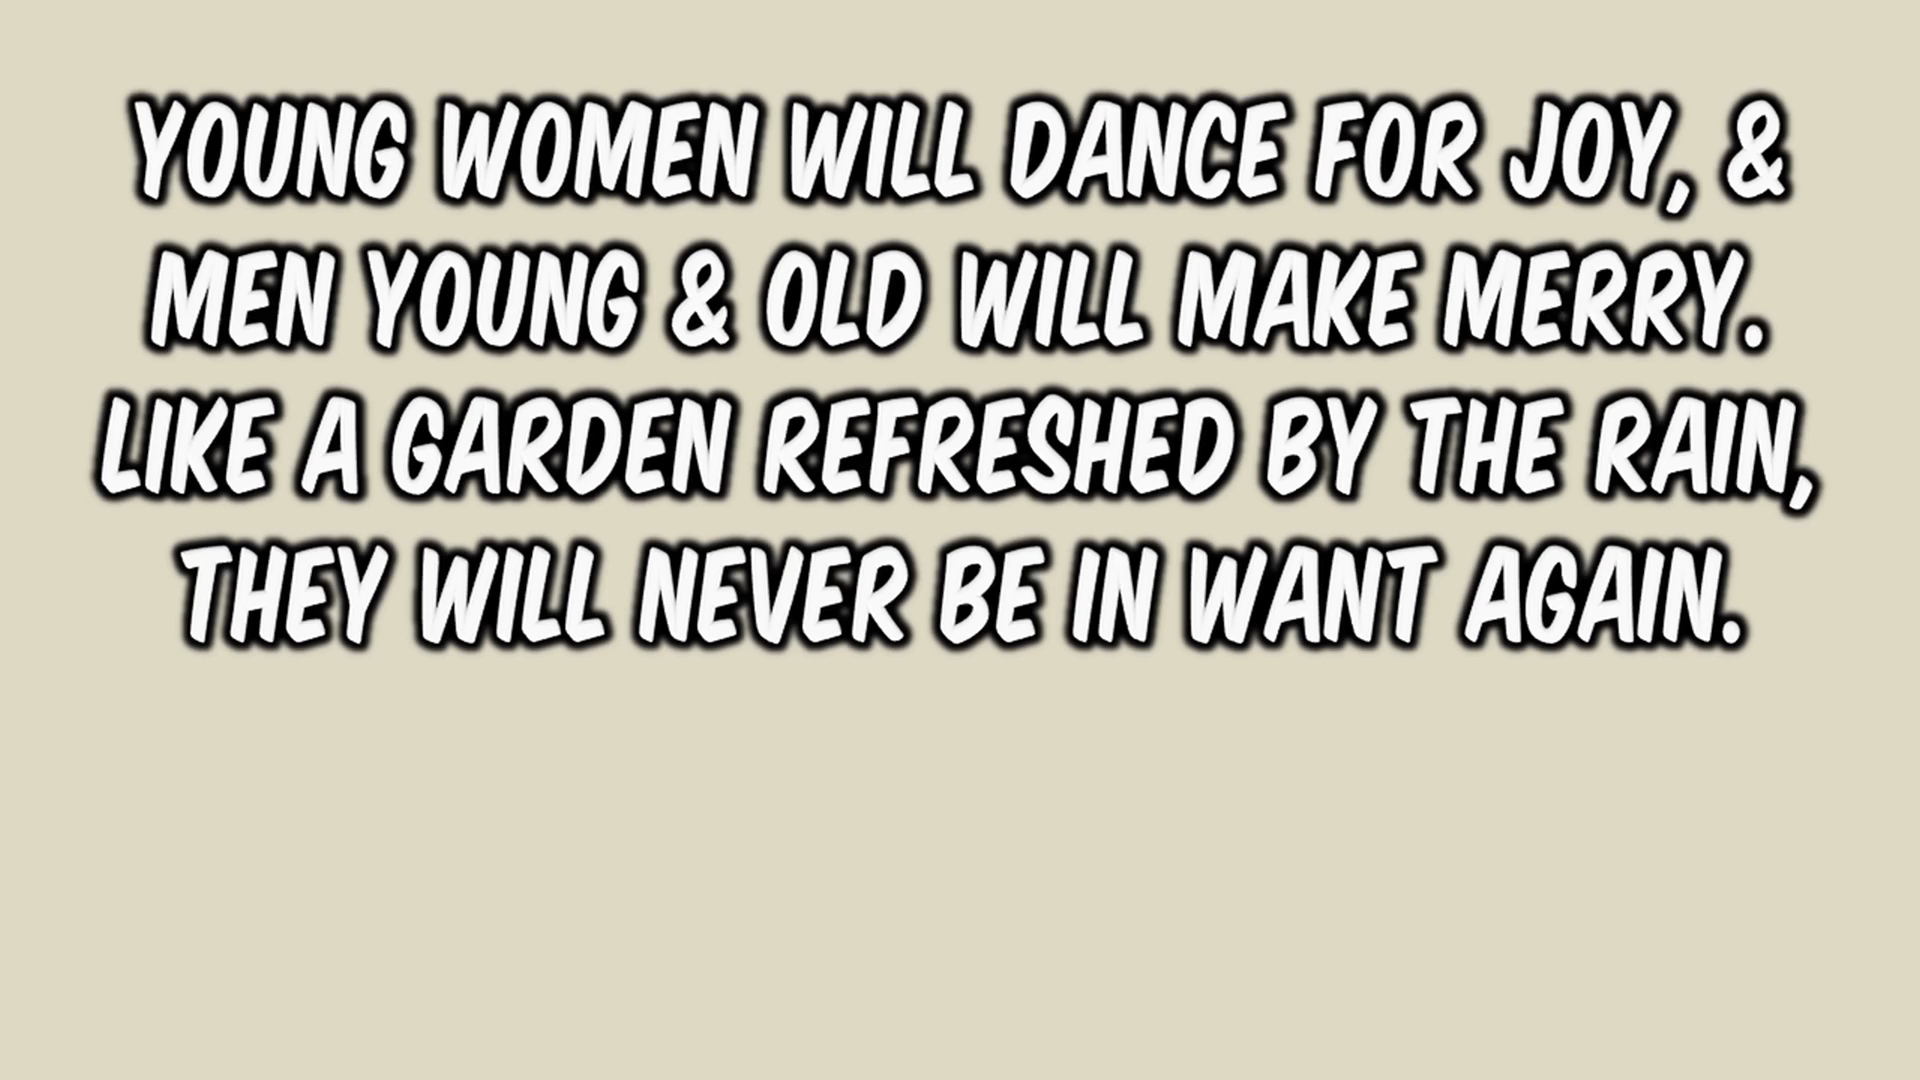 YOUNG WOMEN WILL DANCE FOR JOY, &
MEN YOUNG & OLD WILL MAKE MERRY.
LIKE A GARDEN REFRESHED BY THE RAIN,
THEY WILL NEVER BE IN WANT AGAIN.